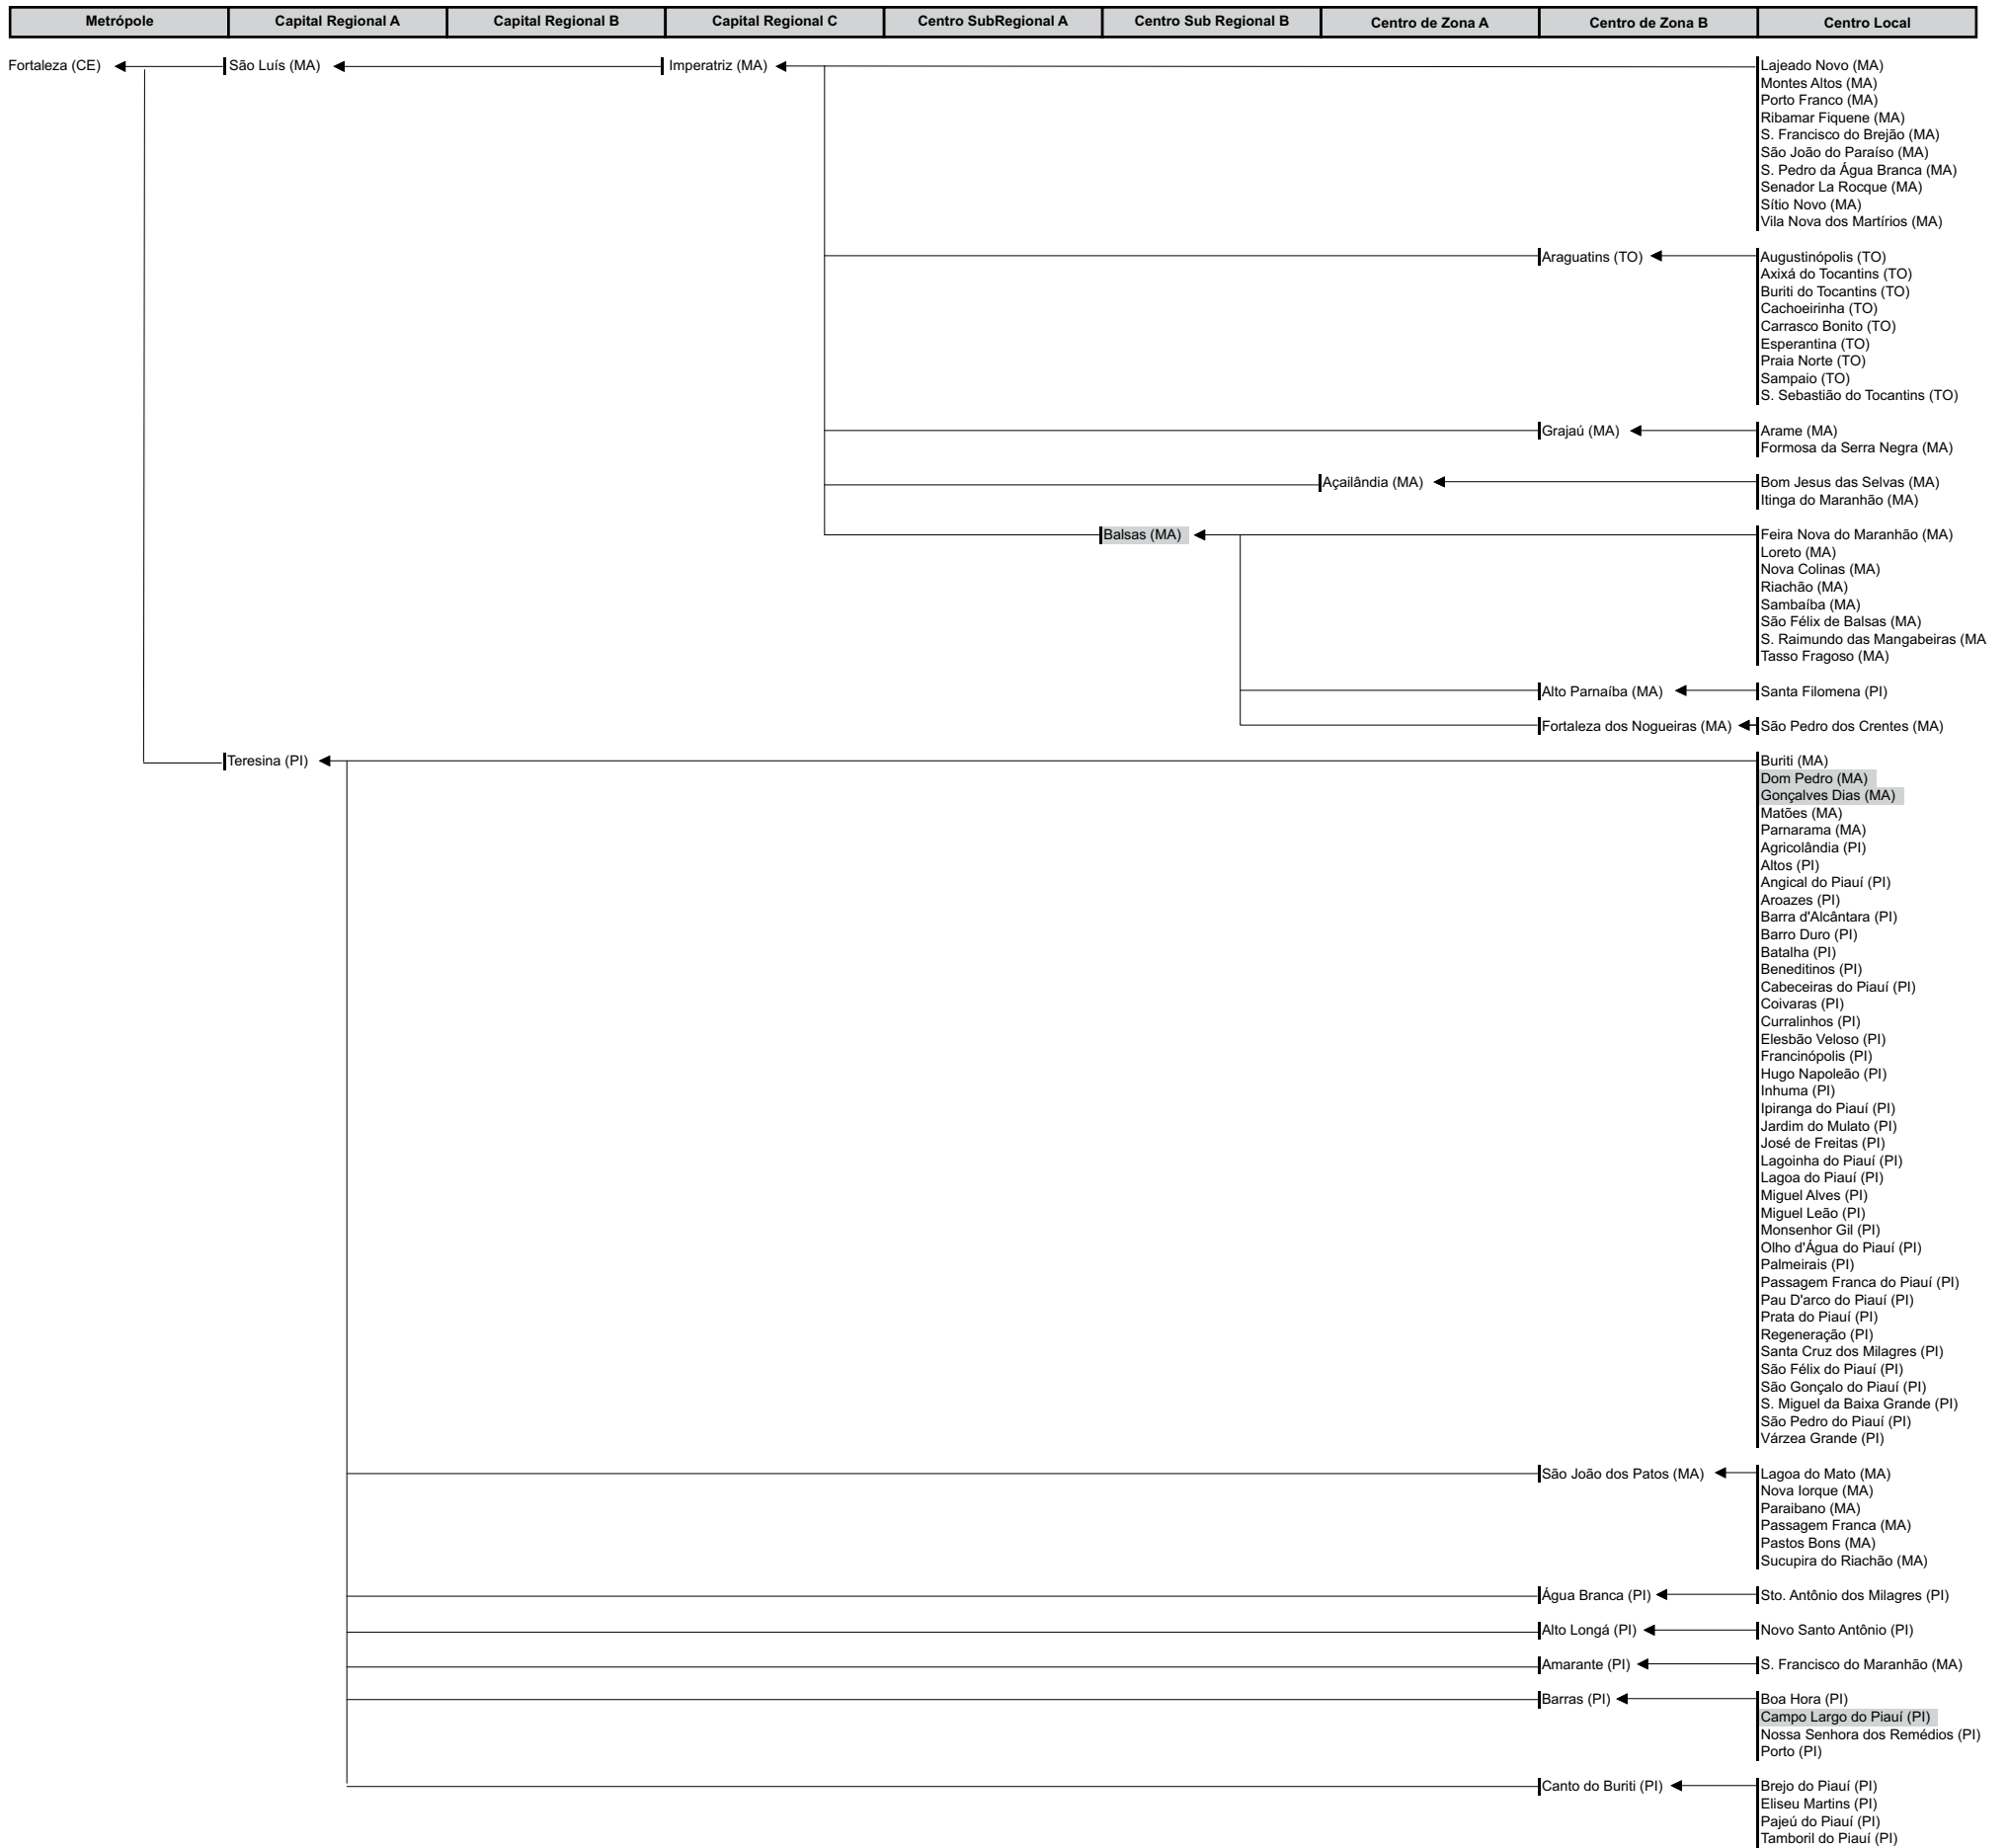 Metrópole Capital Regional A Capital Regional B Capital Regional C Centro SubRegional A Centro Sub Regional B Centro de Zona A Centro de Zona B Centro Local
Fortaleza (CE) São Luís (MA) Imperatriz (MA) Lajeado Novo (MA)
Montes Altos (MA)
Porto Franco (MA)
Ribamar Fiquene (MA)
S. Francisco do Brejão (MA)
São João do Paraíso (MA)
S. Pedro da Água Branca (MA)
Senador La Rocque (MA)
Sítio Novo (MA)
Vila Nova dos Martírios (MA)
Araguatins (TO) Augustinópolis (TO)
Axixá do Tocantins (TO)
Buriti do Tocantins (TO)
Cachoeirinha (TO)
Carrasco Bonito (TO)
Esperantina (TO)
Praia Norte (TO)
Sampaio (TO)
S. Sebastião do Tocantins (TO)
Grajaú (MA) Arame (MA)
Formosa da Serra Negra (MA)
Açailândia (MA) Bom Jesus das Selvas (MA)
Itinga do Maranhão (MA)
Balsas (MA) Feira Nova do Maranhão (MA)
Loreto (MA)
Nova Colinas (MA)
Riachão (MA)
Sambaíba (MA)
São Félix de Balsas (MA)
S. Raimundo das Mangabeiras (MA
Tasso Fragoso (MA)
Alto Parnaíba (MA) Santa Filomena (PI)
Fortaleza dos Nogueiras (MA) São Pedro dos Crentes (MA)
Teresina (PI) Buriti (MA)
Dom Pedro (MA)
Gonçalves Dias (MA)
Matões (MA)
Parnarama (MA)
Agricolândia (PI)
Altos (PI)
Angical do Piauí (PI)
Aroazes (PI)
Barra d'Alcântara (PI)
Barro Duro (PI)
Batalha (PI)
Beneditinos (PI)
Cabeceiras do Piauí (PI)
Coivaras (PI)
Curralinhos (PI)
Elesbão Veloso (PI)
Francinópolis (PI)
Hugo Napoleão (PI)
Inhuma (PI)
Ipiranga do Piauí (PI)
Jardim do Mulato (PI)
José de Freitas (PI)
Lagoinha do Piauí (PI)
Lagoa do Piauí (PI)
Miguel Alves (PI)
Miguel Leão (PI)
Monsenhor Gil (PI)
Olho d'Água do Piauí (PI)
Palmeirais (PI)
Passagem Franca do Piauí (PI)
Pau D'arco do Piauí (PI)
Prata do Piauí (PI)
Regeneração (PI)
Santa Cruz dos Milagres (PI)
São Félix do Piauí (PI)
São Gonçalo do Piauí (PI)
S. Miguel da Baixa Grande (PI)
São Pedro do Piauí (PI)
Várzea Grande (PI)
São João dos Patos (MA) Lagoa do Mato (MA)
Nova Iorque (MA)
Paraibano (MA)
Passagem Franca (MA)
Pastos Bons (MA)
Sucupira do Riachão (MA)
Água Branca (PI) Sto. Antônio dos Milagres (PI)
Alto Longá (PI) Novo Santo Antônio (PI)
Amarante (PI) S. Francisco do Maranhão (MA)
Barras (PI) Boa Hora (PI)
Campo Largo do Piauí (PI)
Nossa Senhora dos Remédios (PI)
Porto (PI)
Canto do Buriti (PI) Brejo do Piauí (PI)
Eliseu Martins (PI)
Pajeú do Piauí (PI)
Tamboril do Piauí (PI)